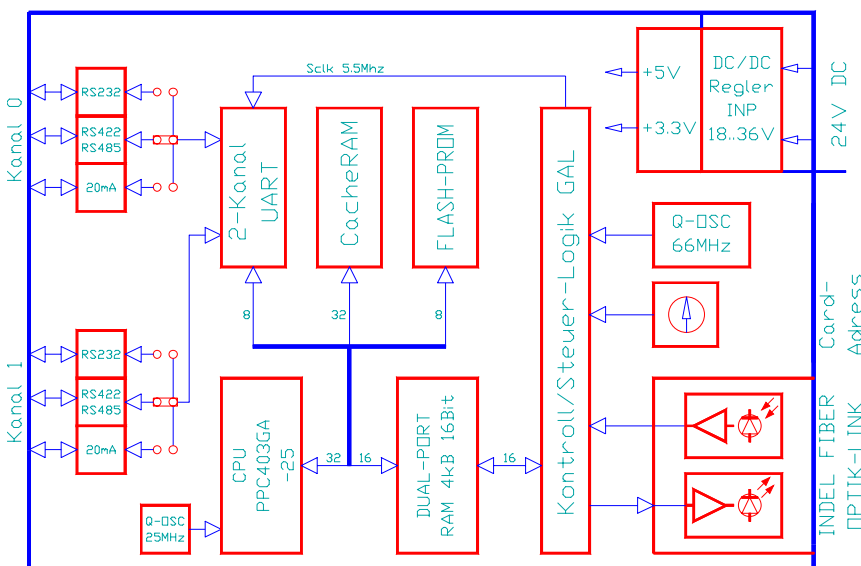 Kanal 0
RS232
RS422
RS485
20mA
Sclk 5.5Mhz
2-Kanal
UART
CacheRAM
FLASH-PROM
Kontroll/Steuer-Logik GAL
+5V
+3.3V
DC/DC
Regler
INP
18..36V
24V DC
Q-OSC
66MHz
Card-
Adress
8
32
8
Kanal 1
RS232
RS422
RS485
20mA
Q-OSC
25MHz
CPU
PPC403GA
-25
32
16
DUAL-PORT
RAM 4kB 16Bit
16
INDEL FIBER
OPTIK-LINK